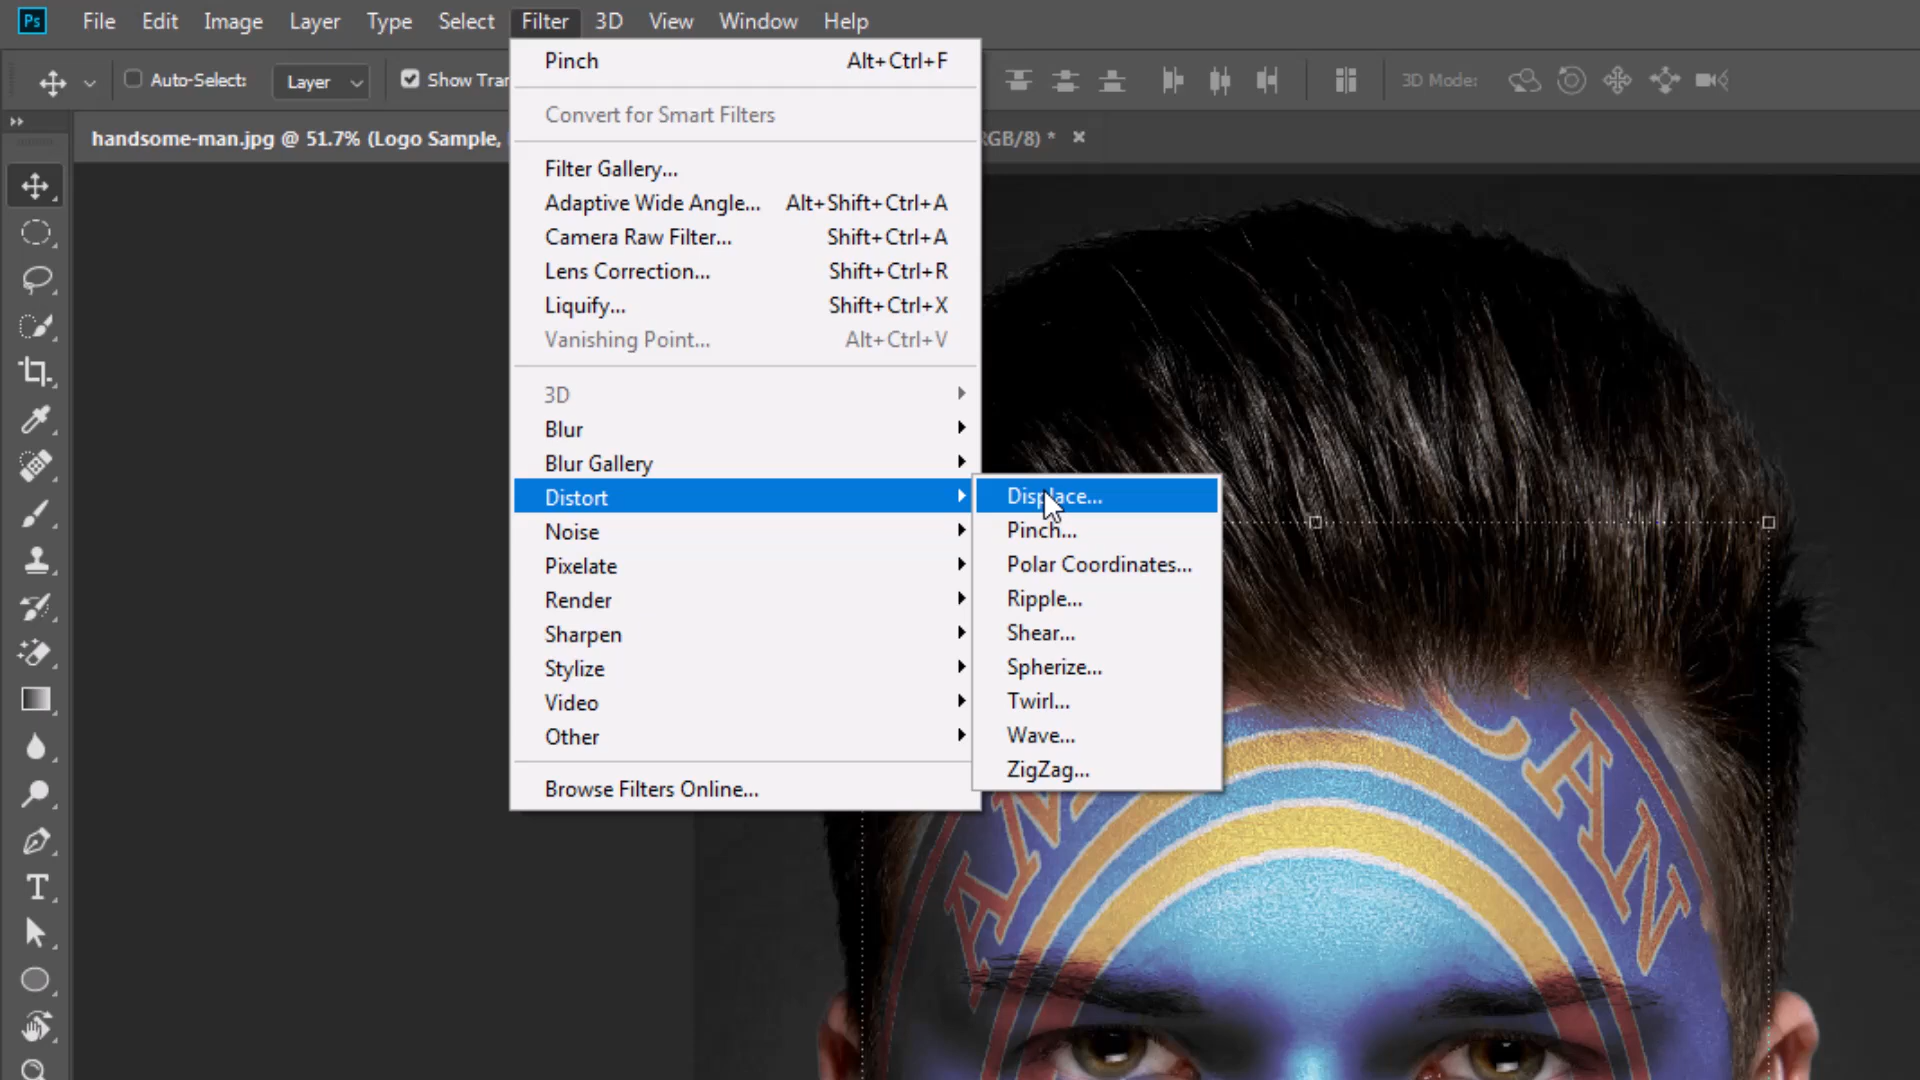 Ps File Edit Image Layer Type Select Filter 3D View Window Help
Auto-Select: Layer Show Tran 3D Mode:
handsome-man.jpg @ 51.7% (Logo Sample, RGB/8) * ×
Pinch Alt+Ctrl+F
Convert for Smart Filters
Filter Gallery...
Adaptive Wide Angle... Alt+Shift+Ctrl+A
Camera Raw Filter... Shift+Ctrl+A
Lens Correction... Shift+Ctrl+R
Liquify... Shift+Ctrl+X
Vanishing Point... Alt+Ctrl+V
3D
Blur
Blur Gallery
Distort
Noise
Pixelate
Render
Sharpen
Stylize
Video
Other
Browse Filters Online...
Displace...
Pinch...
Polar Coordinates...
Ripple...
Shear...
Spherize...
Twirl...
Wave...
ZigZag...